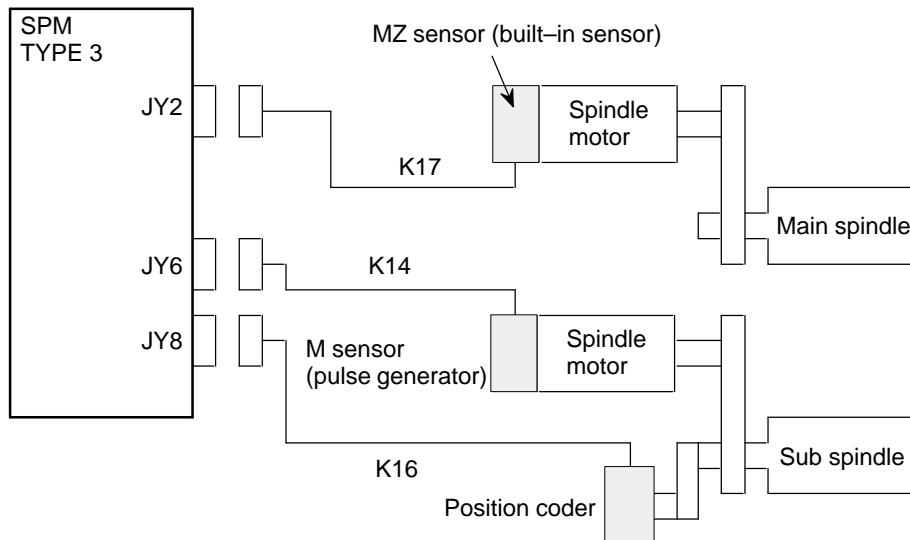 SPM
TYPE 3
MZ sensor (built–in sensor)
JY2
Spindle
motor
K17
Main spindle
JY6
K14
JY8
M sensor
(pulse generator)
Spindle
motor
K16
Sub spindle
Position coder